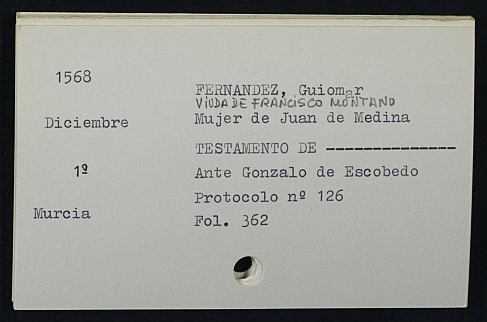 1568
FERNANDEZ, Guiomar
VIUDA DE FRANCISCO MONTANO
Diciembre
Mujer de Juan de Medina
TESTAMENTO DE ---------------
1º
Ante Gonzalo de Escobedo
Protocolo nº 126
Murcia
Fol. 362